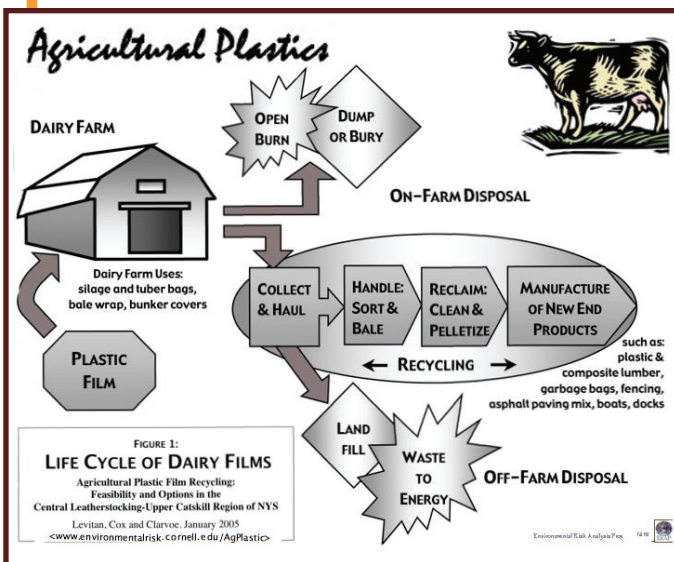 Agricultural Plastics
DAIRY FARM
OPEN
BURN
DUMP
OR BURY
ON-FARM DISPOSAL
Dairy Farm Uses:
silage and tuber bags,
bale wrap, bunker covers
PLASTIC
FILM
COLLECT
& HAUL
HANDLE:
SORT &
BALE
RECLAIM:
CLEAN &
PELLETIZE
MANUFACTURE
OF NEW END
PRODUCTS
RECYCLING
such as:
plastic &
composite lumber,
garbage bags, fencing,
asphalt paving mix, boats, docks
LAND
FILL
WASTE
TO
ENERGY
OFF-FARM DISPOSAL
FIGURE 1:
LIFE CYCLE OF DAIRY FILMS
Agricultural Plastic Film Recycling:
Feasibility and Options in the
Central Leatherstocking-Upper Catskill Region of NYS
Levitan, Cox and Clarvoe. January 2005
<www.environmentalrisk.cornell.edu/AgPlastic>
Environmental Risk Analysis Prog